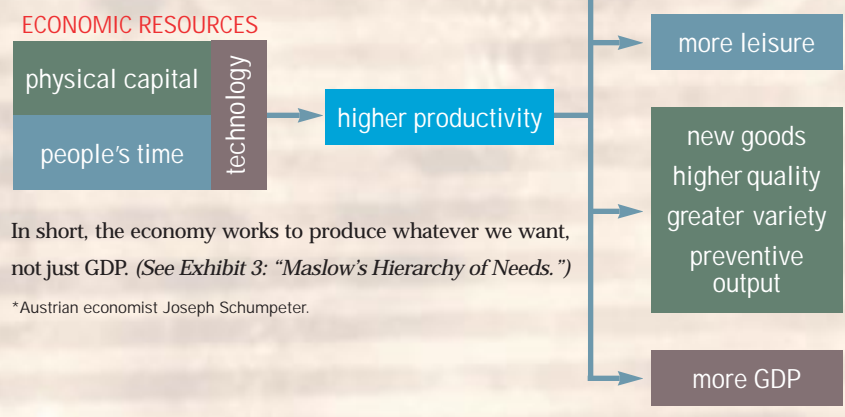 ECONOMIC RESOURCES
physical capital
people's time
technology
higher productivity
more leisure
new goods
higher quality
greater variety
preventive
output
more GDP
In short, the economy works to produce whatever we want,
not just GDP. (See Exhibit 3: “Maslow's Hierarchy of Needs.”)
*Austrian economist Joseph Schumpeter.